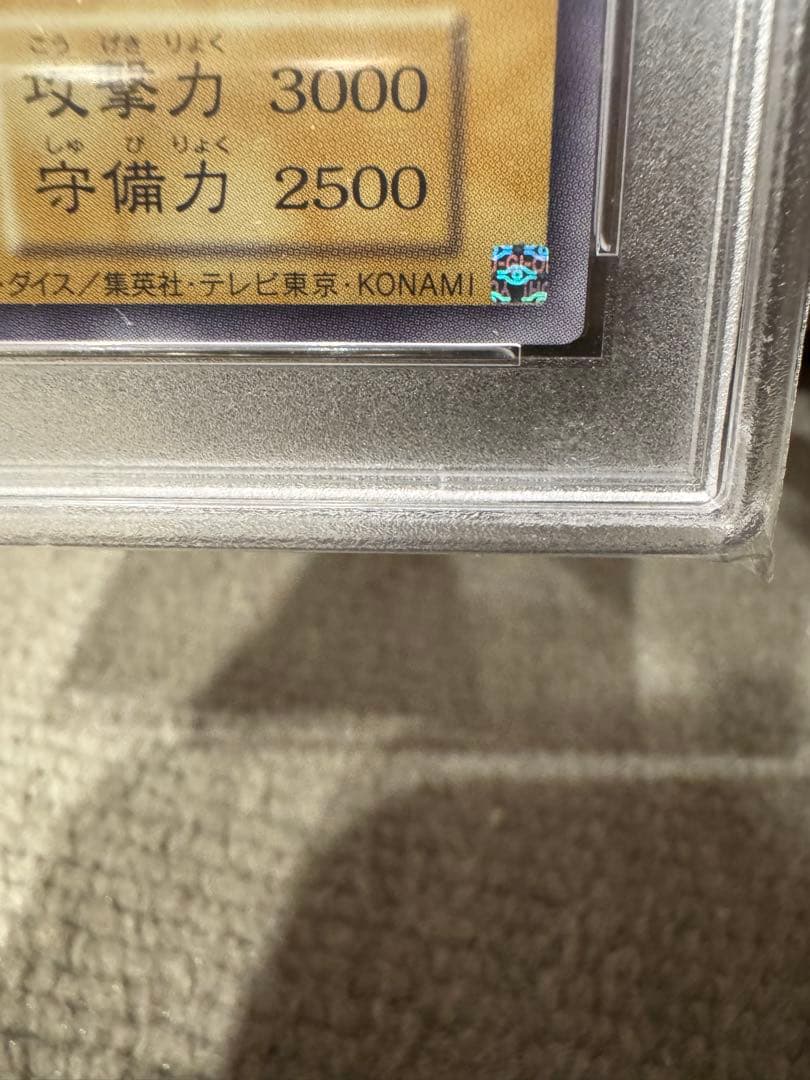 こう げき りょく
攻撃力 3000
しゅ び りょく
守備力 2500
・ダイス／集英社・テレビ東京・KONAMI